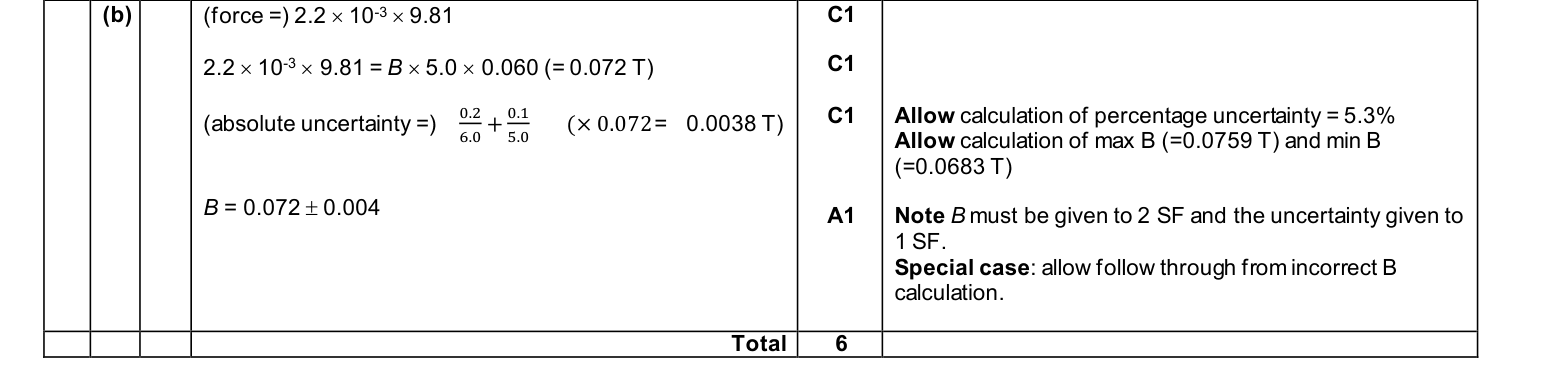 (b) (force =) 2.2 × 10⁻³ × 9.81 C1
2.2 × 10⁻³ × 9.81 = B × 5.0 × 0.060 (= 0.072 T) C1
(absolute uncertainty =) 0.2/6.0 + 0.1/5.0 (× 0.072 = 0.0038 T) C1 Allow calculation of percentage uncertainty = 5.3%
Allow calculation of max B (=0.0759 T) and min B
(=0.0683 T)
B = 0.072 ± 0.004 A1 Note B must be given to 2 SF and the uncertainty given to
1 SF.
Special case: allow follow through from incorrect B
calculation.
Total 6